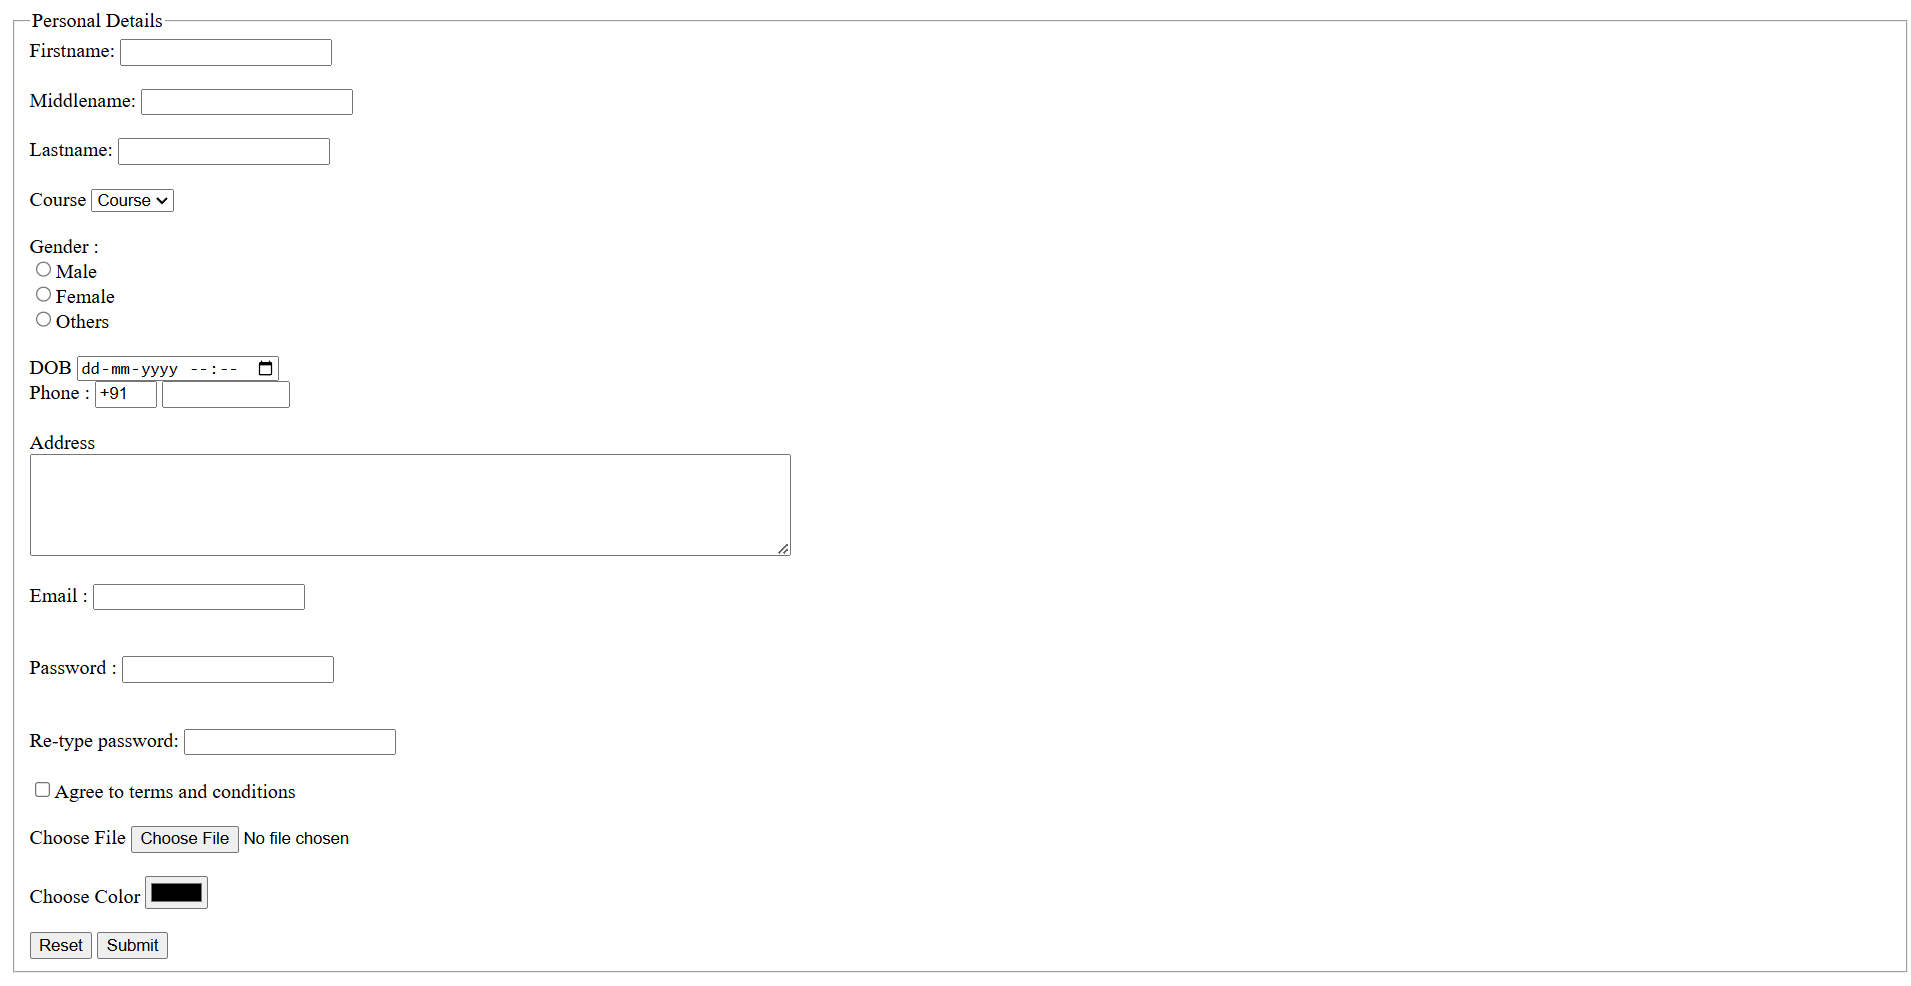 Personal Details
Firstname:
Middlename:
Lastname:
Course Course
Gender :
Male
Female
Others
DOB dd-mm-yyyy --:--
Phone : +91
Address
Email :
Password :
Re-type password:
Agree to terms and conditions
Choose File Choose File No file chosen
Choose Color
Reset Submit